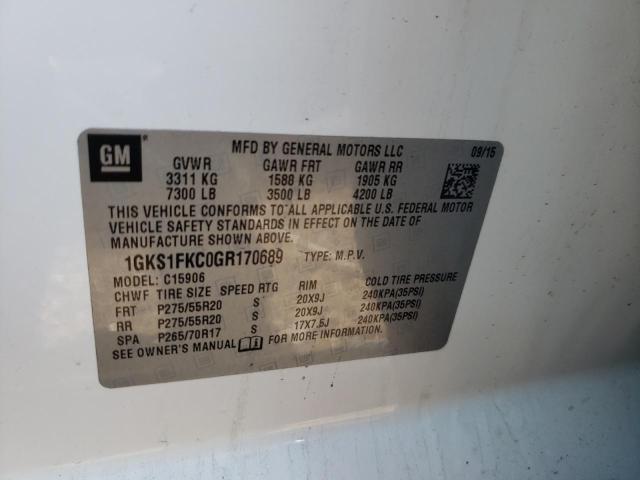 GM
MFD BY GENERAL MOTORS LLC 09/15
GVWR GAWR FRT GAWR RR
3311 KG 1588 KG 1905 KG
7300 LB 3500 LB 4200 LB
THIS VEHICLE CONFORMS TO ALL APPLICABLE U.S. FEDERAL MOTOR
VEHICLE SAFETY STANDARDS IN EFFECT ON THE DATE OF
MANUFACTURE SHOWN ABOVE.
1GKS1FKC0GR170689 TYPE: M.P.V.
MODEL: C15906
CHWF TIRE SIZE SPEED RTG RIM COLD TIRE PRESSURE
FRT P275/55R20 S 20X9J 240KPA(35PSI)
RR P275/55R20 S 20X9J 240KPA(35PSI)
SPA P265/70R17 S 17X7.5J 240KPA(35PSI)
SEE OWNER'S MANUAL FOR MORE INFORMATION.